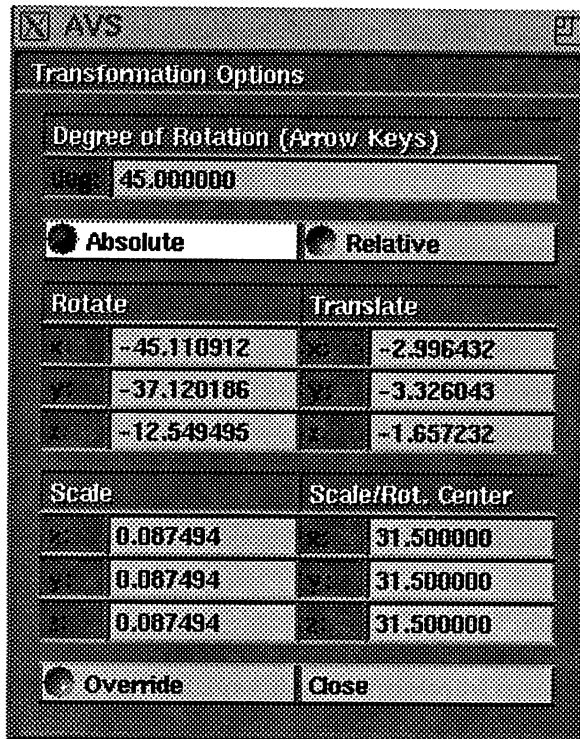 AVS
Transformation Options
Degree of Rotation (Arrow Keys)
deg: 45.000000
Absolute Relative
Rotate Translate
x: -45.110912 x: -2.996432
y: -37.120186 y: -3.326043
z: -12.549495 z: -1.657232
Scale Scale/Rot. Center
x: 0.087494 x: 31.500000
y: 0.087494 y: 31.500000
z: 0.087494 z: 31.500000
Override Close